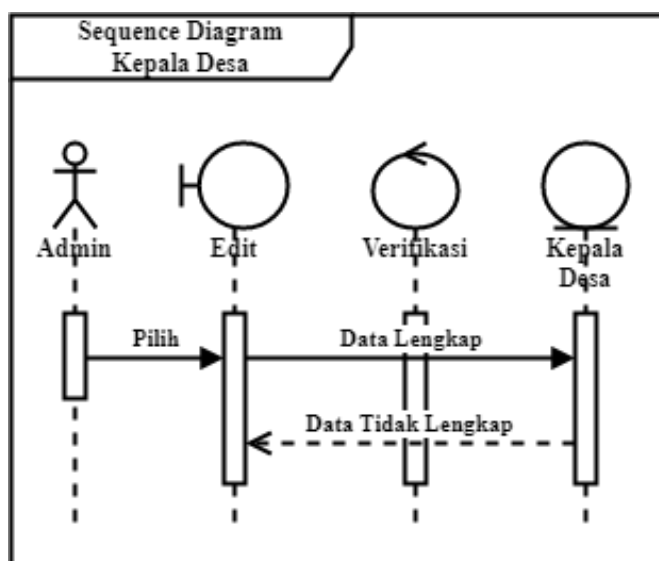 Sequence Diagram
Kepala Desa
Admin
Edit
Verifikasi
Kepala
Desa
Pilih
Data Lengkap
Data Tidak Lengkap